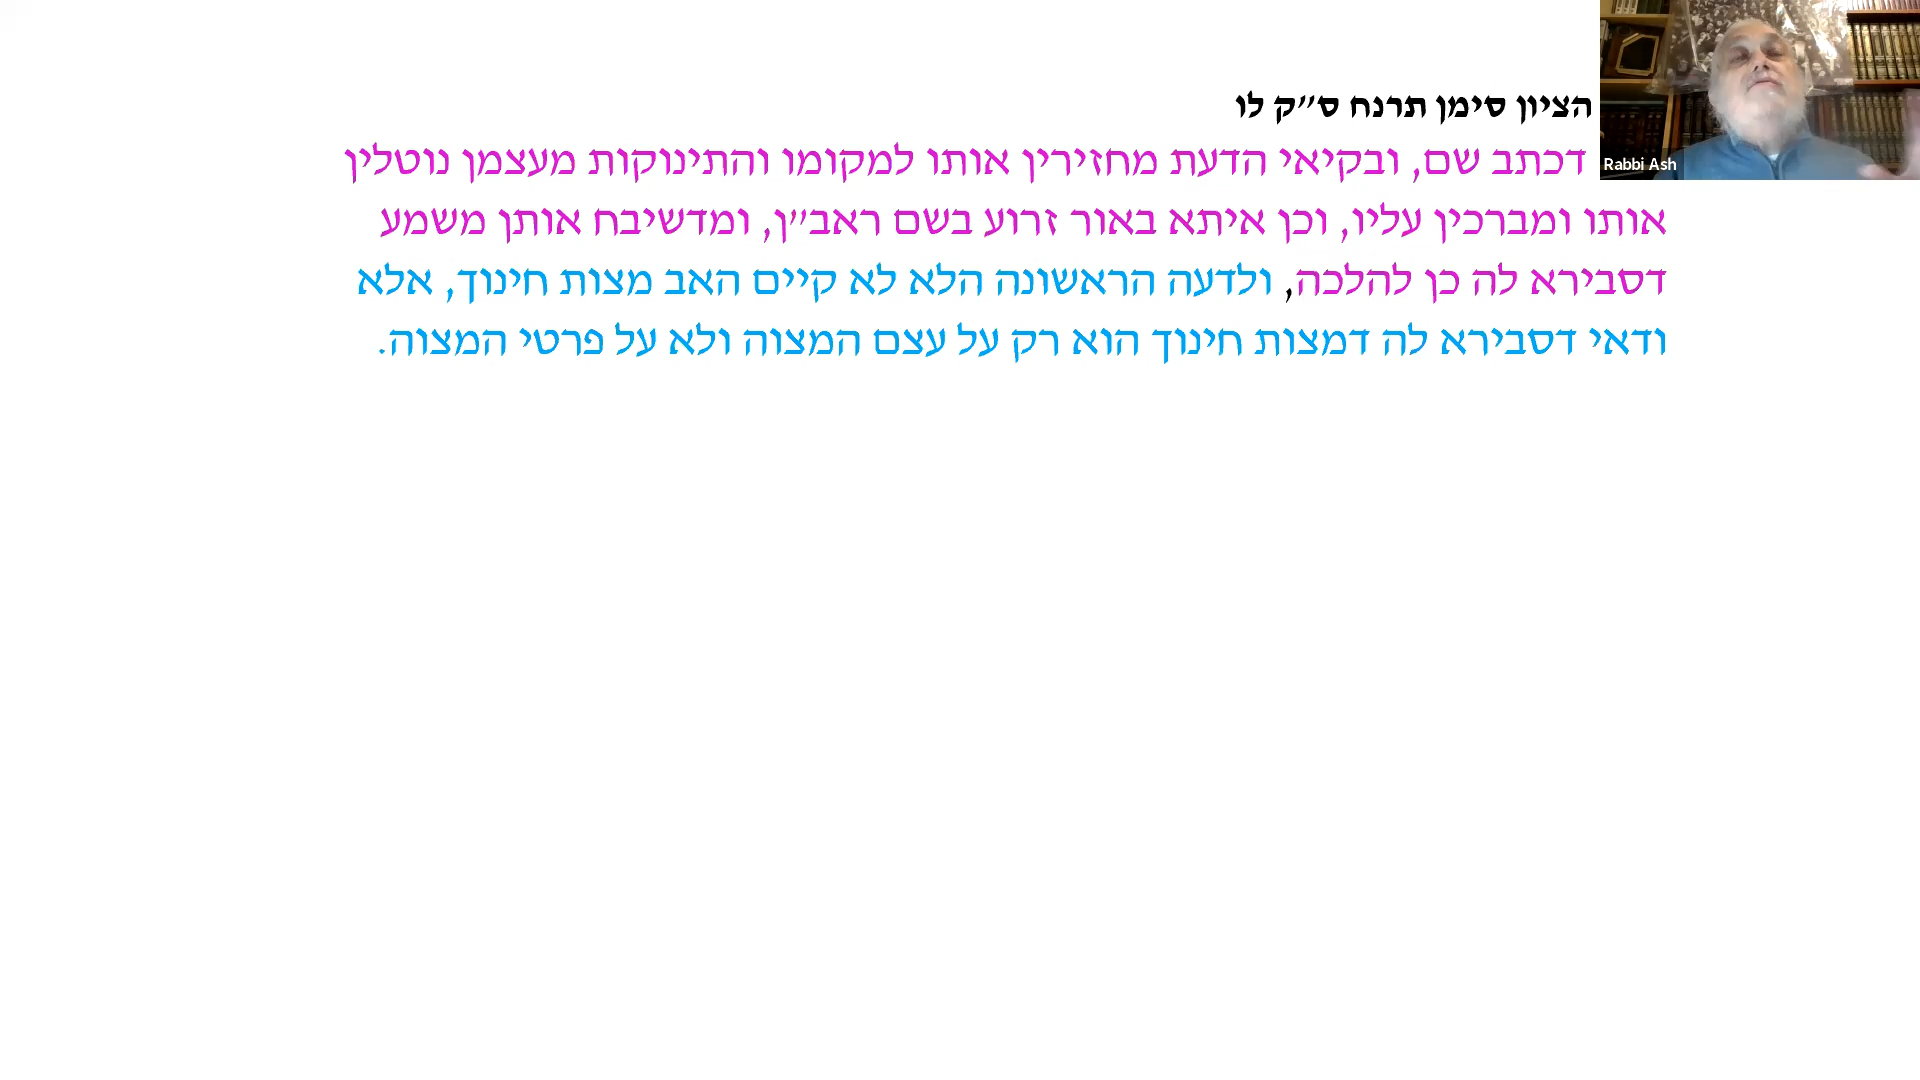 הציון סימן תרנח ס״ק לו
דכתב שם, ובקיאי הדעת מחזירין אותו למקומו והתינוקות מעצמן נוטלין
אותו ומברכין עליו, וכן איתא באור זרוע בשם ראב״ן, ומדשיבח אותן משמע
דסבירא לה כן להלכה, ולדעה הראשונה הלא לא קיים האב מצות חינוך, אלא
ודאי דסבירא לה דמצות חינוך הוא רק על עצם המצוה ולא על פרטי המצוה.
Rabbi Ash